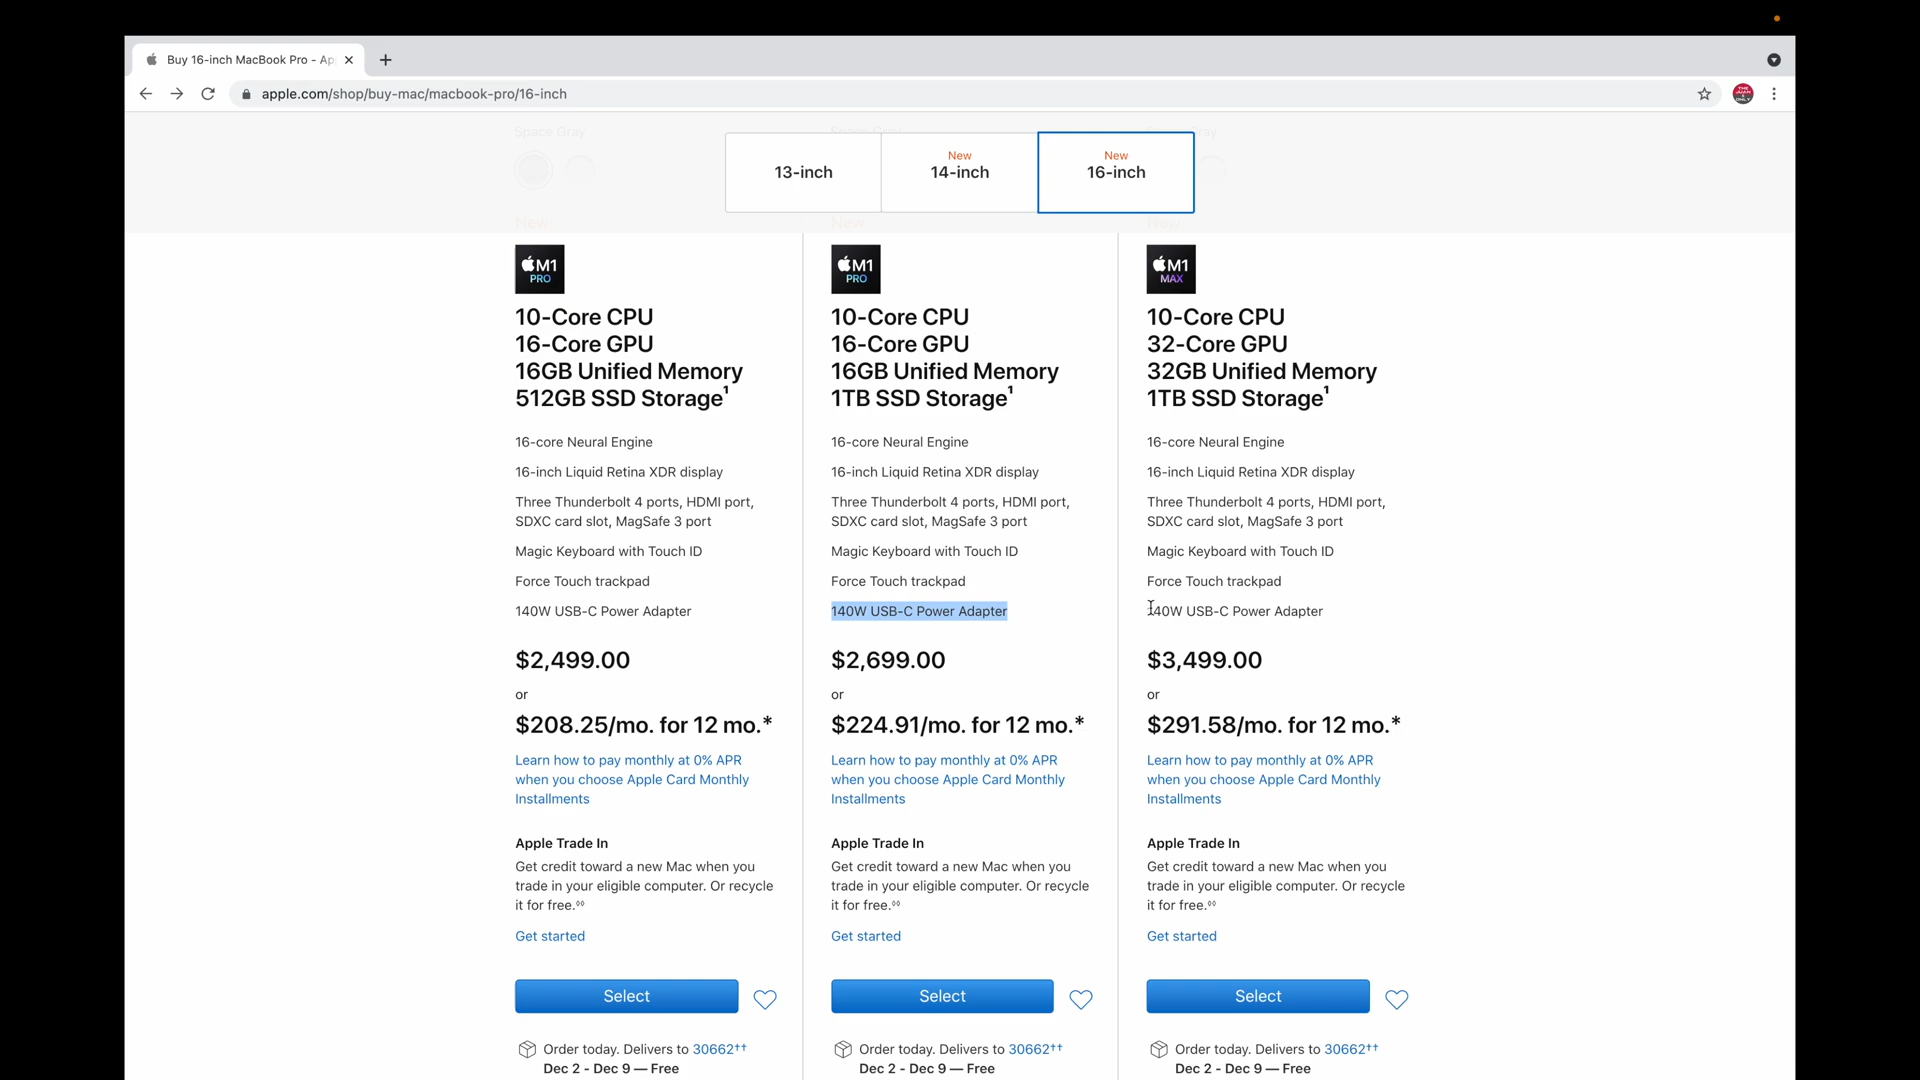 Buy 16-inch MacBook Pro - Ap
apple.com/shop/buy-mac/macbook-pro/16-inch
THE JUAN & ONLY
Space Gray
Space Gray
13-inch
New
14-inch
New
16-inch
New
New
New
M1
PRO
10-Core CPU
16-Core GPU
16GB Unified Memory
512GB SSD Storage¹
16-core Neural Engine
16-inch Liquid Retina XDR display
Three Thunderbolt 4 ports, HDMI port,
SDXC card slot, MagSafe 3 port
Magic Keyboard with Touch ID
Force Touch trackpad
140W USB-C Power Adapter
$2,499.00
or
$208.25/mo. for 12 mo.*
Learn how to pay monthly at 0% APR
when you choose Apple Card Monthly
Installments
Apple Trade In
Get credit toward a new Mac when you
trade in your eligible computer. Or recycle
it for free.◊◊
Get started
Select
Order today. Delivers to 30662††
Dec 2 - Dec 9 — Free
M1
PRO
10-Core CPU
16-Core GPU
16GB Unified Memory
1TB SSD Storage¹
16-core Neural Engine
16-inch Liquid Retina XDR display
Three Thunderbolt 4 ports, HDMI port,
SDXC card slot, MagSafe 3 port
Magic Keyboard with Touch ID
Force Touch trackpad
140W USB-C Power Adapter
$2,699.00
or
$224.91/mo. for 12 mo.*
Learn how to pay monthly at 0% APR
when you choose Apple Card Monthly
Installments
Apple Trade In
Get credit toward a new Mac when you
trade in your eligible computer. Or recycle
it for free.◊◊
Get started
Select
Order today. Delivers to 30662††
Dec 2 - Dec 9 — Free
M1
MAX
10-Core CPU
32-Core GPU
32GB Unified Memory
1TB SSD Storage¹
16-core Neural Engine
16-inch Liquid Retina XDR display
Three Thunderbolt 4 ports, HDMI port,
SDXC card slot, MagSafe 3 port
Magic Keyboard with Touch ID
Force Touch trackpad
140W USB-C Power Adapter
$3,499.00
or
$291.58/mo. for 12 mo.*
Learn how to pay monthly at 0% APR
when you choose Apple Card Monthly
Installments
Apple Trade In
Get credit toward a new Mac when you
trade in your eligible computer. Or recycle
it for free.◊◊
Get started
Select
Order today. Delivers to 30662††
Dec 2 - Dec 9 — Free